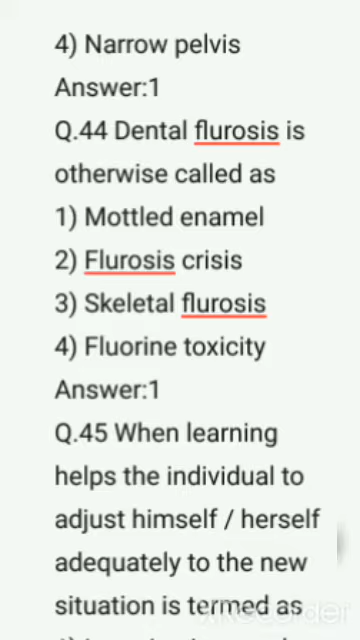 4) Narrow pelvis
Answer:1
Q.44 Dental flurosis is
otherwise called as
1) Mottled enamel
2) Flurosis crisis
3) Skeletal flurosis
4) Fluorine toxicity
Answer:1
Q.45 When learning
helps the individual to
adjust himself / herself
adequately to the new
situation is termed as
XRecorder